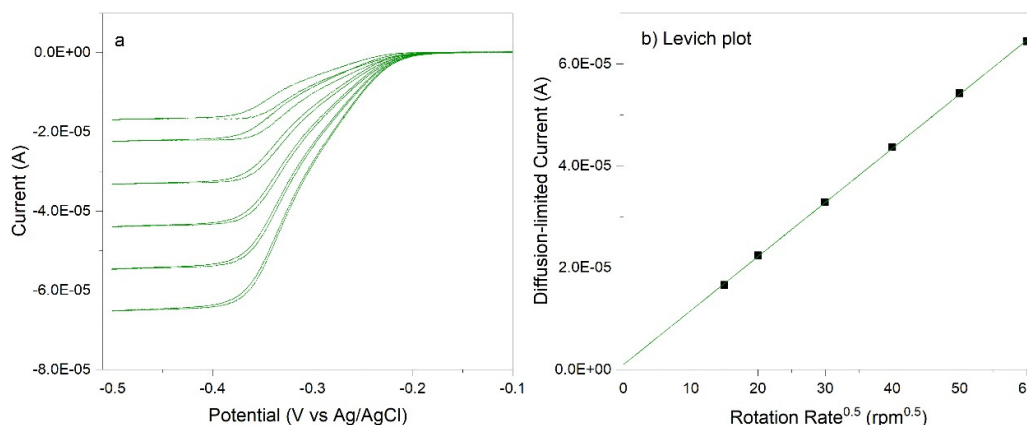 a
0.0E+00
-2.0E-05
-4.0E-05
-6.0E-05
-8.0E-05
Current (A)
-0.5
-0.4
-0.3
-0.2
-0.1
Potential (V vs Ag/AgCl)
b) Levich plot
6.0E-05
4.0E-05
2.0E-05
0.0E+00
Diffusion-limited Current (A)
0
10
20
30
40
50
Rotation Rate^0.5 (rpm^0.5)